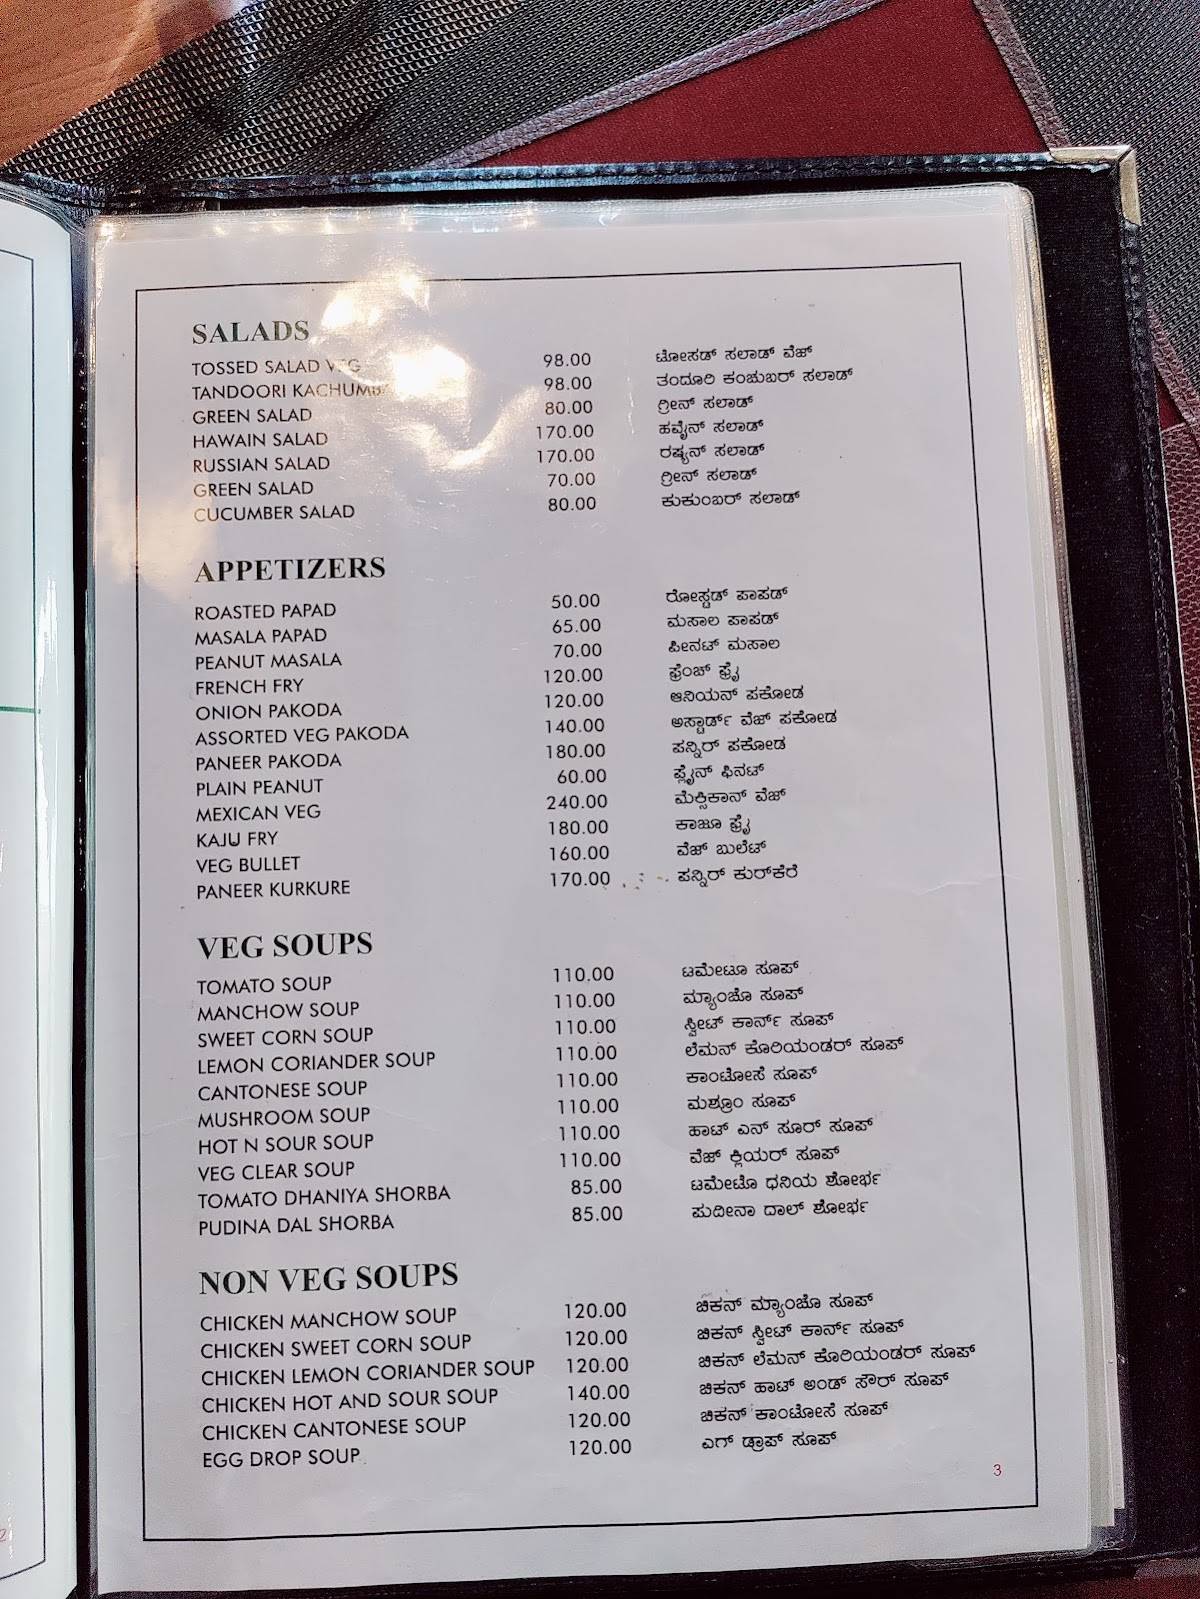 SALADS
TOSSED SALAD VEG 98.00 ಟೋಸಡ್ ಸಲಾಡ್ ವೆಜ್
TANDOORI 98.00 ತಂದೂರಿ ಕಂಚುಬರ್ ಸಲಾಡ್
GREEN SALAD 80.00 ಗ್ರೀನ್ ಸಲಾಡ್
HAWAIN SALAD 170.00 ಹವೈನ್ ಸಲಾಡ್
RUSSIAN SALAD 170.00 ರಷ್ಯನ್ ಸಲಾಡ್
GREEN SALAD 70.00 ಗ್ರೀನ್ ಸಲಾಡ್
CUCUMBER SALAD 80.00 ಕುಕುಂಬರ್ ಸಲಾಡ್
APPETIZERS
ROASTED PAPAD 50.00 ರೋಸ್ಟಡ್ ಪಾಪಡ್
MASALA PAPAD 65.00 ಮಸಾಲ ಪಾಪಡ್
PEANUT MASALA 70.00 ಪೀನಟ್ ಮಸಾಲ
FRENCH FRY 120.00 ಫ್ರೆಂಚ್ ಫ್ರೈ
ONION PAKODA 120.00 ಆನಿಯನ್ ಪಕೋಡ
ASSORTED VEG PAKODA 140.00 ಅಸ್ಟಾರ್ಡ್ ವೆಜ್ ಪಕೋಡ
PANEER PAKODA 180.00 ಪನ್ನಿರ್ ಪಕೋಡ
PLAIN PEANUT 60.00 ಪ್ಲೈನ್ ಫಿನಟ್
MEXICAN VEG 240.00 ಮೆಕ್ಸಿಕಾನ್ ವೆಜ್
KAJU FRY 180.00 ಕಾಜೂ ಫ್ರೈ
VEG BULLET 160.00 ವೆಜ್ ಬುಲೆಟ್
PANEER KURKURE 170.00 ಪನ್ನಿರ್ ಕುರ್‌ಕೆರೆ
VEG SOUPS
TOMATO SOUP 110.00 ಟಮೇಟೂ ಸೂಪ್
MANCHOW SOUP 110.00 ಮ್ಯಾಂಚೊ ಸೂಪ್
SWEET CORN SOUP 110.00 ಸ್ವೀಟ್ ಕಾರ್ನ್ ಸೂಪ್
LEMON CORIANDER SOUP 110.00 ಲೆಮನ್ ಕೊರಿಯಂಡರ್ ಸೂಪ್
CANTONESE SOUP 110.00 ಕಾಂಟೋಸೆ ಸೂಪ್
MUSHROOM SOUP 110.00 ಮಶ್ರೂಂ ಸೂಪ್
HOT N SOUR SOUP 110.00 ಹಾಟ್ ಎನ್ ಸೂರ್ ಸೂಪ್
VEG CLEAR SOUP 110.00 ವೆಜ್ ಕ್ಲಿಯರ್ ಸೂಪ್
TOMATO DHANIYA SHORBA 85.00 ಟಮೇಟೊ ಧನಿಯ ಶೋರ್ಭ
PUDINA DAL SHORBA 85.00 ಪುದೀನಾ ದಾಲ್ ಶೋರ್ಭ
NON VEG SOUPS
CHICKEN MANCHOW SOUP 120.00 ಚಿಕನ್ ಮ್ಯಾಂಚೊ ಸೂಪ್
CHICKEN SWEET CORN SOUP 120.00 ಚಿಕನ್ ಸ್ವೀಟ್ ಕಾರ್ನ್ ಸೂಪ್
CHICKEN LEMON CORIANDER SOUP 120.00 ಚಿಕನ್ ಲೆಮನ್ ಕೊರಿಯಂಡರ್ ಸೂಪ್
CHICKEN HOT AND SOUR SOUP 140.00 ಚಿಕನ್ ಹಾಟ್ ಅಂಡ್ ಸೌರ್ ಸೂಪ್
CHICKEN CANTONESE SOUP 120.00 ಚಿಕನ್ ಕಾಂಟೋಸೆ ಸೂಪ್
EGG DROP SOUP 120.00 ಎಗ್ ಡ್ರಾಪ್ ಸೂಪ್
3